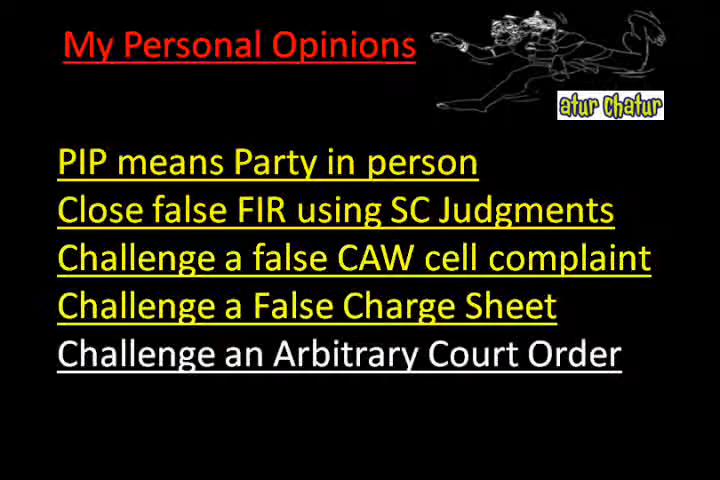 My Personal Opinions
atur chatur
PIP means Party in person
Close false FIR using SC Judgments
Challenge a false CAW cell complaint
Challenge a False Charge Sheet
Challenge an Arbitrary Court Order